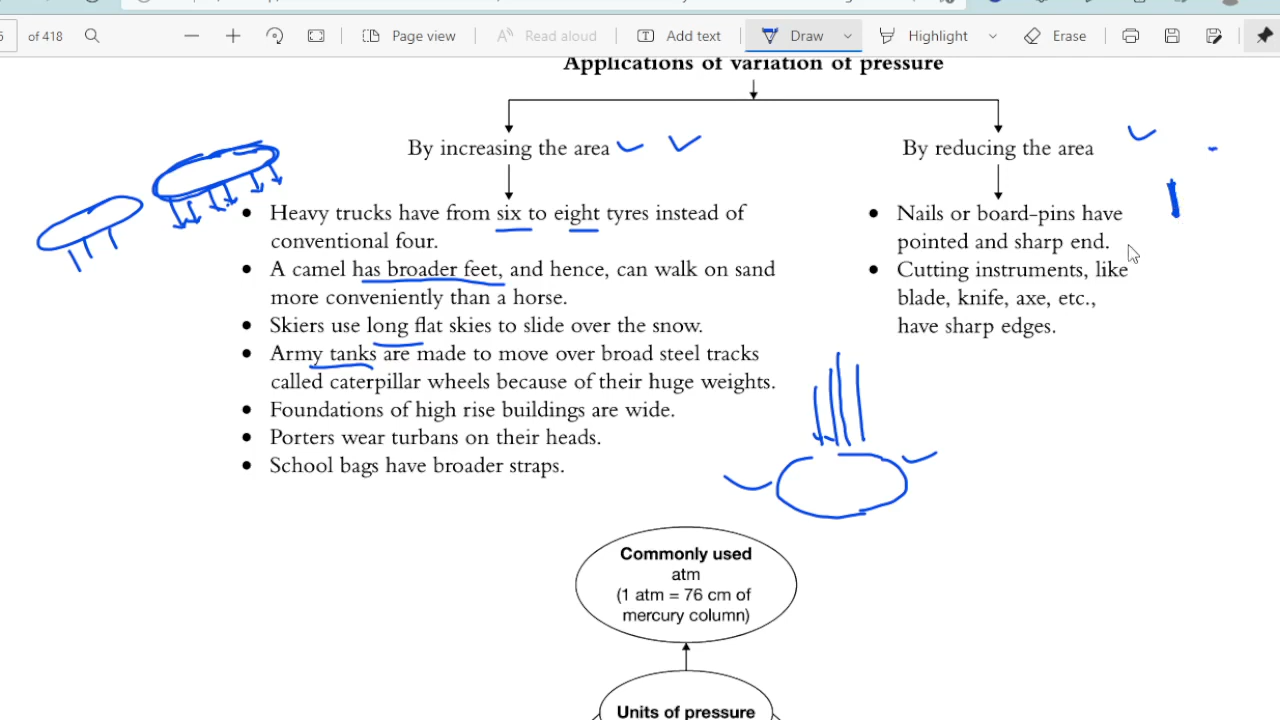 of 418
Page view
Read aloud
Add text
Draw
Highlight
Erase
Applications of variation of pressure
By increasing the area
By reducing the area
• Heavy trucks have from six to eight tyres instead of
conventional four.
• A camel has broader feet, and hence, can walk on sand
more conveniently than a horse.
• Skiers use long flat skies to slide over the snow.
• Army tanks are made to move over broad steel tracks
called caterpillar wheels because of their huge weights.
• Foundations of high rise buildings are wide.
• Porters wear turbans on their heads.
• School bags have broader straps.
• Nails or board-pins have
pointed and sharp end.
• Cutting instruments, like
blade, knife, axe, etc.,
have sharp edges.
Commonly used
atm
(1 atm = 76 cm of
mercury column)
Units of pressure